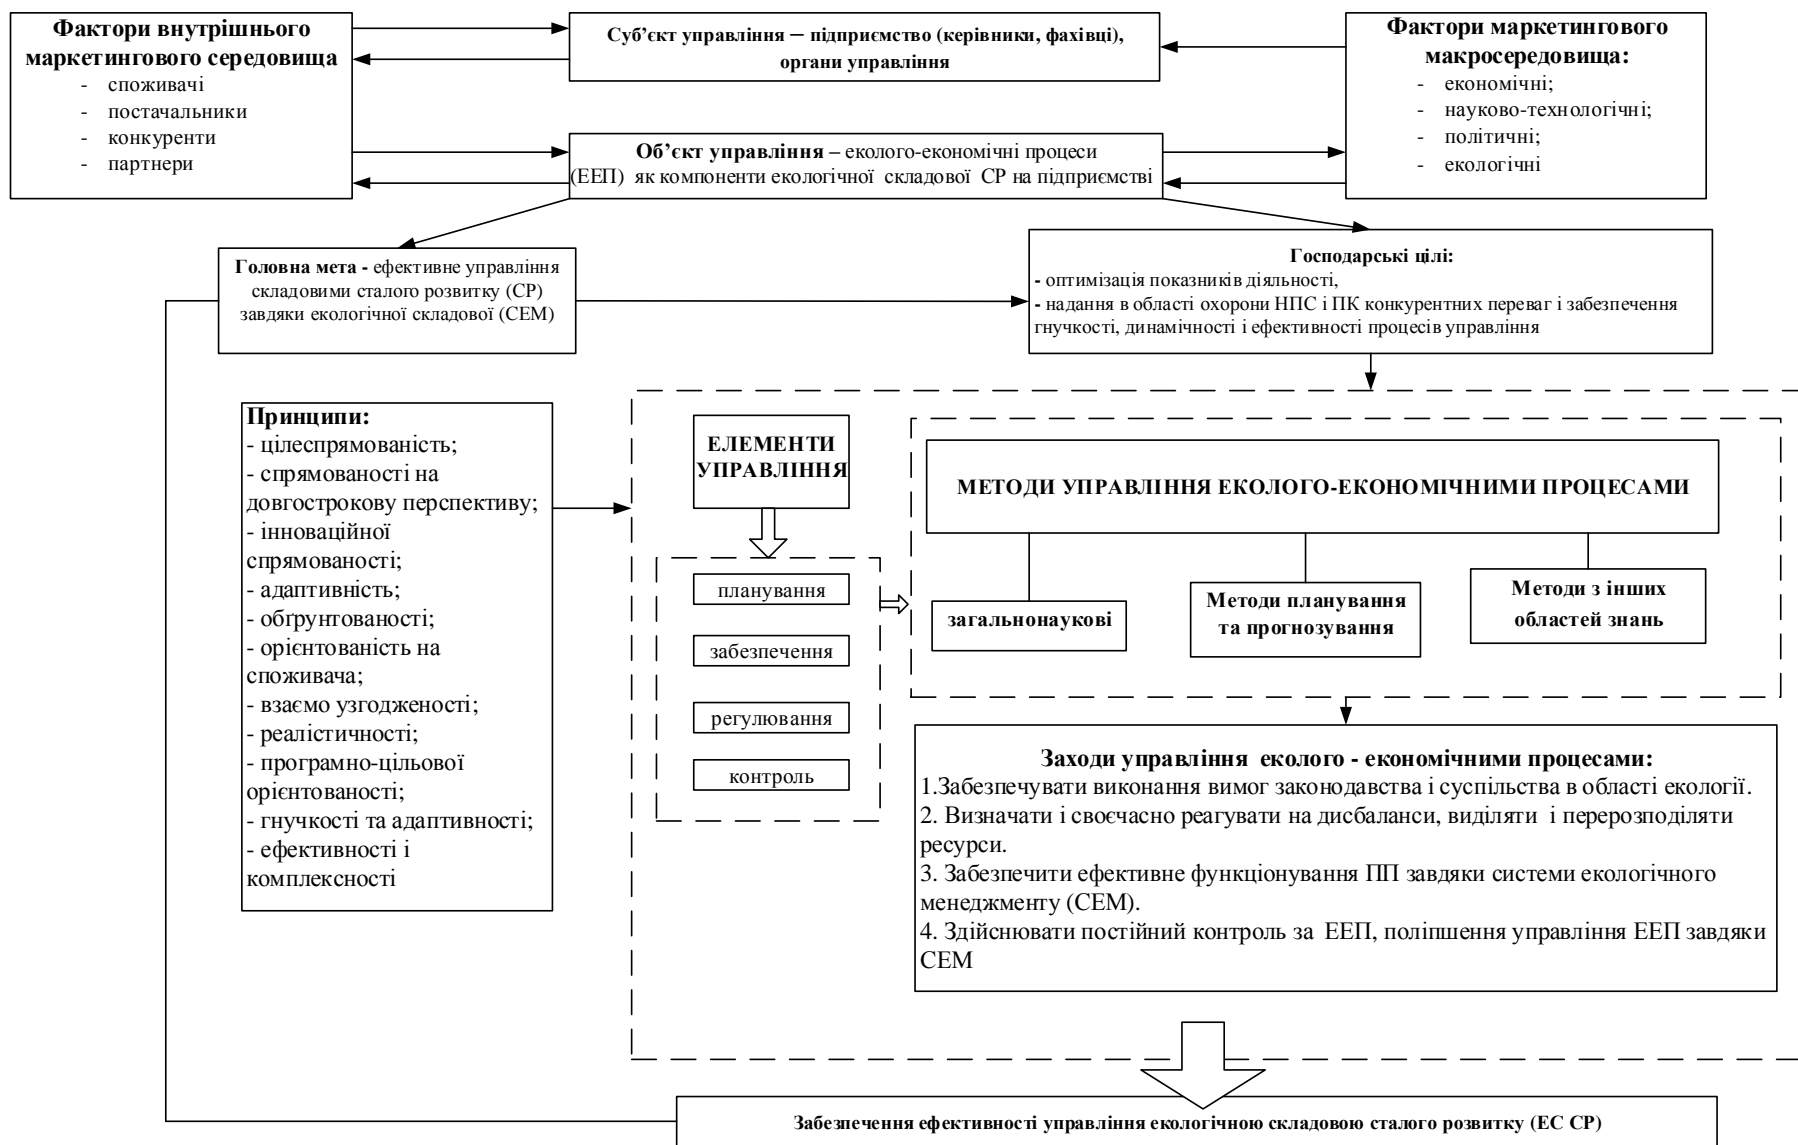 Фактори внутрішнього
маркетингового середовища
- споживачі
- постачальники
- конкуренти
- партнери
Суб’єкт управління – підприємство (керівники, фахівці),
органи управління
Фактори маркетингового
макросередовища:
- економічні;
- науково-технологічні;
- політичні;
- екологічні
Об’єкт управління – еколого-економічні процеси
(ЕЕП) як компоненти екологічної складової СР на підприємстві
Головна мета - ефективне управління
складовими сталого розвитку (СР)
завдяки екологічної складової (СЕМ)
Господарські цілі:
- оптимізація показників діяльності,
- надання в області охорони НПС і ПК конкурентних переваг і забезпечення
гнучкості, динамічності і ефективності процесів управління
Принципи:
- цілеспрямованість;
- спрямованості на
довгострокову перспективу;
- інноваційної
спрямованості;
- адаптивність;
- обґрунтованості;
- орієнтованість на
споживача;
- взаємо узгодженості;
- реалістичності;
- програмно-цільової
орієнтованості;
- гнучкості та адаптивності;
- ефективності і
комплексності
ЕЛЕМЕНТИ
УПРАВЛІННЯ
планування
забезпечення
регулювання
контроль
МЕТОДИ УПРАВЛІННЯ ЕКОЛОГО-ЕКОНОМІЧНИМИ ПРОЦЕСАМИ
загальнонаукові
Методи планування
та прогнозування
Методи з інших
областей знань
Заходи управління еколого - економічними процесами:
1.Забезпечувати виконання вимог законодавства і суспільства в області екології.
2. Визначати і своєчасно реагувати на дисбаланси, виділяти і перерозподіляти
ресурси.
3. Забезпечити ефективне функціонування ПП завдяки системи екологічного
менеджменту (СЕМ).
4. Здійснювати постійний контроль за ЕЕП, поліпшення управління ЕЕП завдяки
СЕМ
Забезпечення ефективності управління екологічною складовою сталого розвитку (ЕС СР)